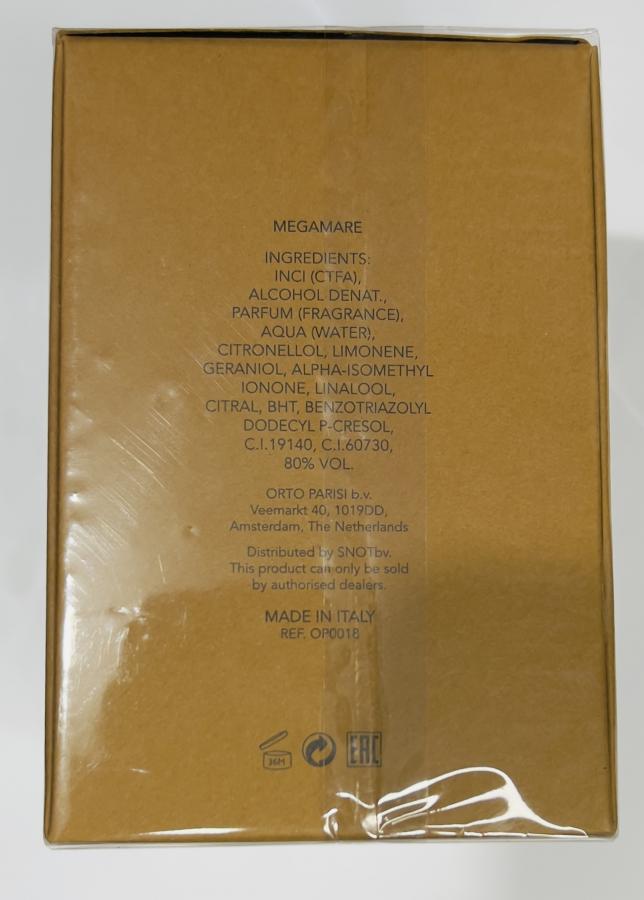 MEGAMARE
INGREDIENTS:
INCI (CTFA),
ALCOHOL DENAT.,
PARFUM (FRAGRANCE),
AQUA (WATER),
CITRONELLOL, LIMONENE,
GERANIOL, ALPHA-ISOMETHYL
IONONE, LINALOOL,
CITRAL, BHT, BENZOTRIAZOLYL
DODECYL P-CRESOL,
C.I.19140, C.I.60730,
80% VOL.
ORTO PARISI b.v.
Veemarkt 40, 1019DD,
Amsterdam, The Netherlands
Distributed by SNOTbv.
This product can only be sold
by authorised dealers.
MADE IN ITALY
REF. OP0018
36M EAC